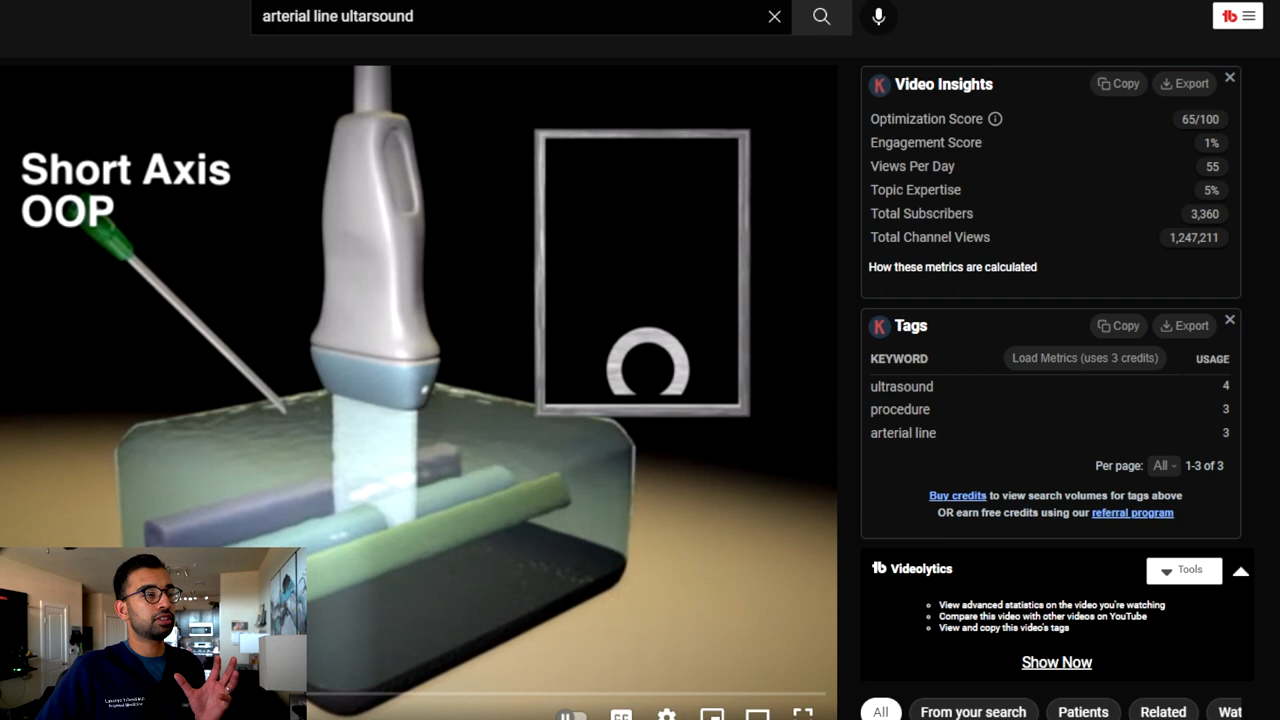 arterial line ultarsound
Short Axis
OOP
Video Insights
Copy
Export
Optimization Score
65/100
Engagement Score
1%
Views Per Day
55
Topic Expertise
5%
Total Subscribers
3,360
Total Channel Views
1,247,211
How these metrics are calculated
Tags
Copy
Export
KEYWORD
Load Metrics (uses 3 credits)
USAGE
ultrasound
4
procedure
3
arterial line
3
Per page:
All
1-3 of 3
Buy credits to view search volumes for tags above
OR earn free credits using our referral program
Videolytics
Tools
View advanced statistics on the video you're watching
Compare this video with other videos on YouTube
View and copy this video's tags
Show Now
All
From your search
Patients
Related
Wat